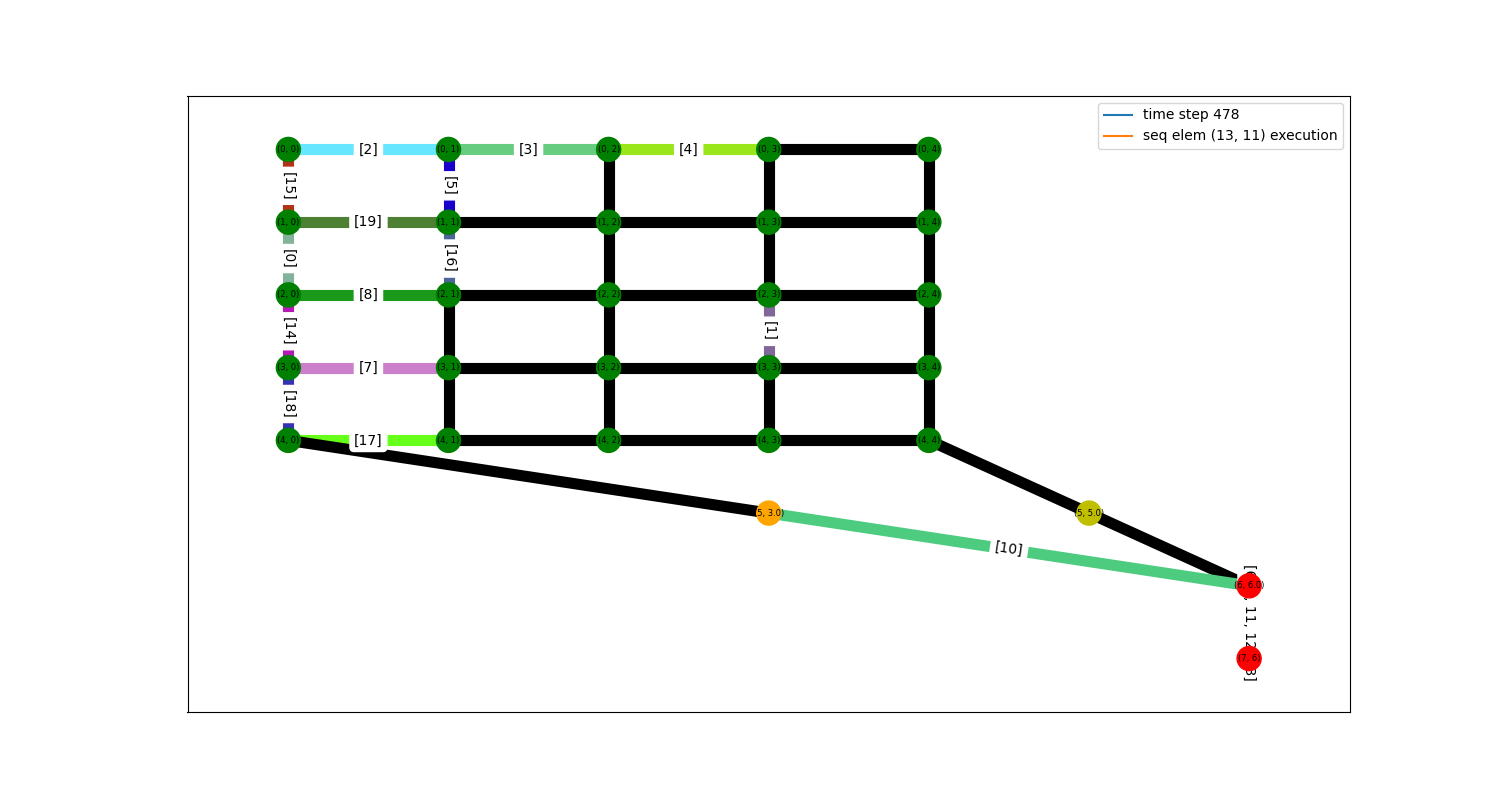 time step 478
seq elem (13, 11) execution
(0, 0) [2] (0, 1) [3] (0, 2) [4] (0, 3) (0, 4)
[15] [5]
(1, 0) [19] (1, 1) (1, 2) (1, 3) (1, 4)
[0] [16]
(2, 0) [8] (2, 1) (2, 2) (2, 3) (2, 4)
[14] [1]
(3, 0) [7] (3, 1) (3, 2) (3, 3) (3, 4)
[18]
(4, 0) [17] (4, 1) (4, 2) (4, 3) (4, 4)
(5, 3.0) (5, 5.0)
[10]
(6, 6.0)
11,
(7, 6)